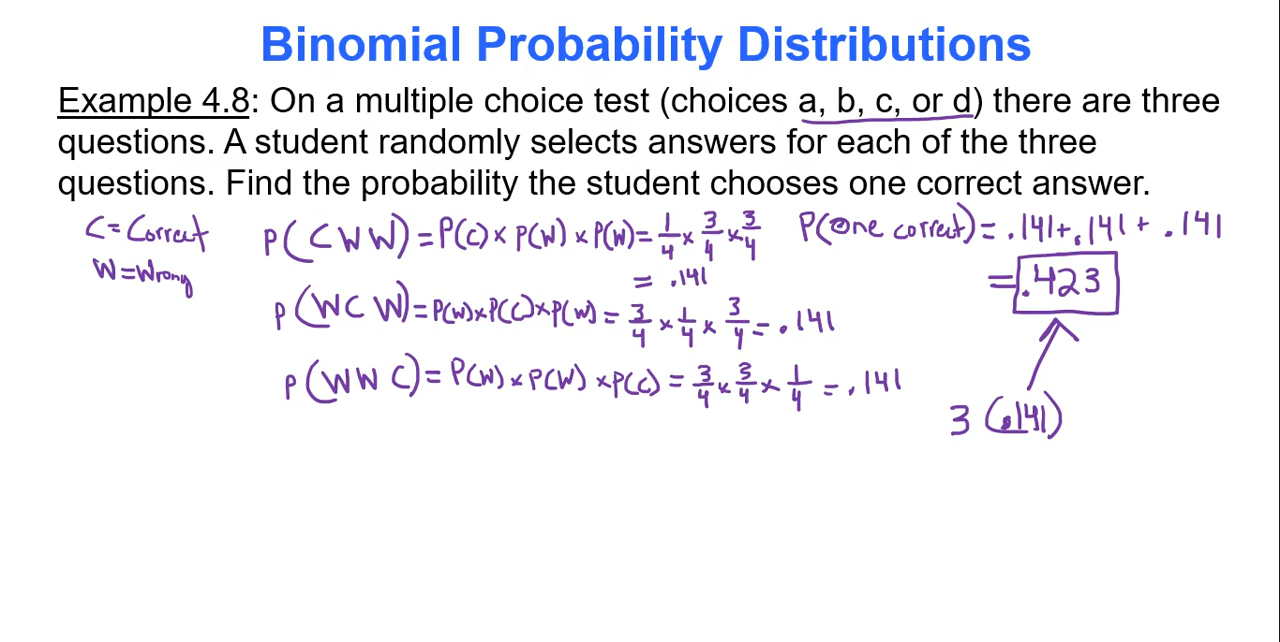 Binomial Probability Distributions
Example 4.8: On a multiple choice test (choices a, b, c, or d) there are three
questions. A student randomly selects answers for each of the three
questions. Find the probability the student chooses one correct answer.
C = Correct
W = Wrong
P(CWW) = P(C) × P(W) × P(W) = 1/4 × 3/4 × 3/4
= .141
P(WCW) = P(W) × P(C) × P(W) = 3/4 × 1/4 × 3/4 = .141
P(WWC) = P(W) × P(W) × P(C) = 3/4 × 3/4 × 1/4 = .141
P(One correct) = .141 + .141 + .141
= .423
3 (.141)